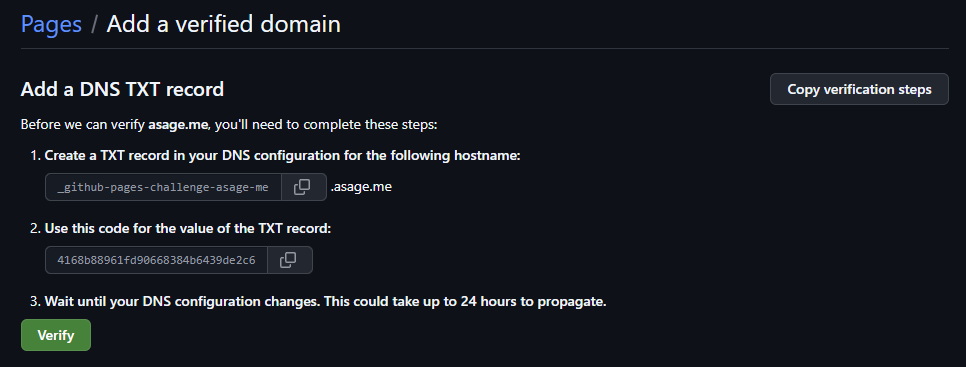 Pages / Add a verified domain
Add a DNS TXT record
Copy verification steps
Before we can verify asage.me, you'll need to complete these steps:
1. Create a TXT record in your DNS configuration for the following hostname:
_github-pages-challenge-asage-me .asage.me
2. Use this code for the value of the TXT record:
4168b88961fd90668384b6439de2c6
3. Wait until your DNS configuration changes. This could take up to 24 hours to propagate.
Verify